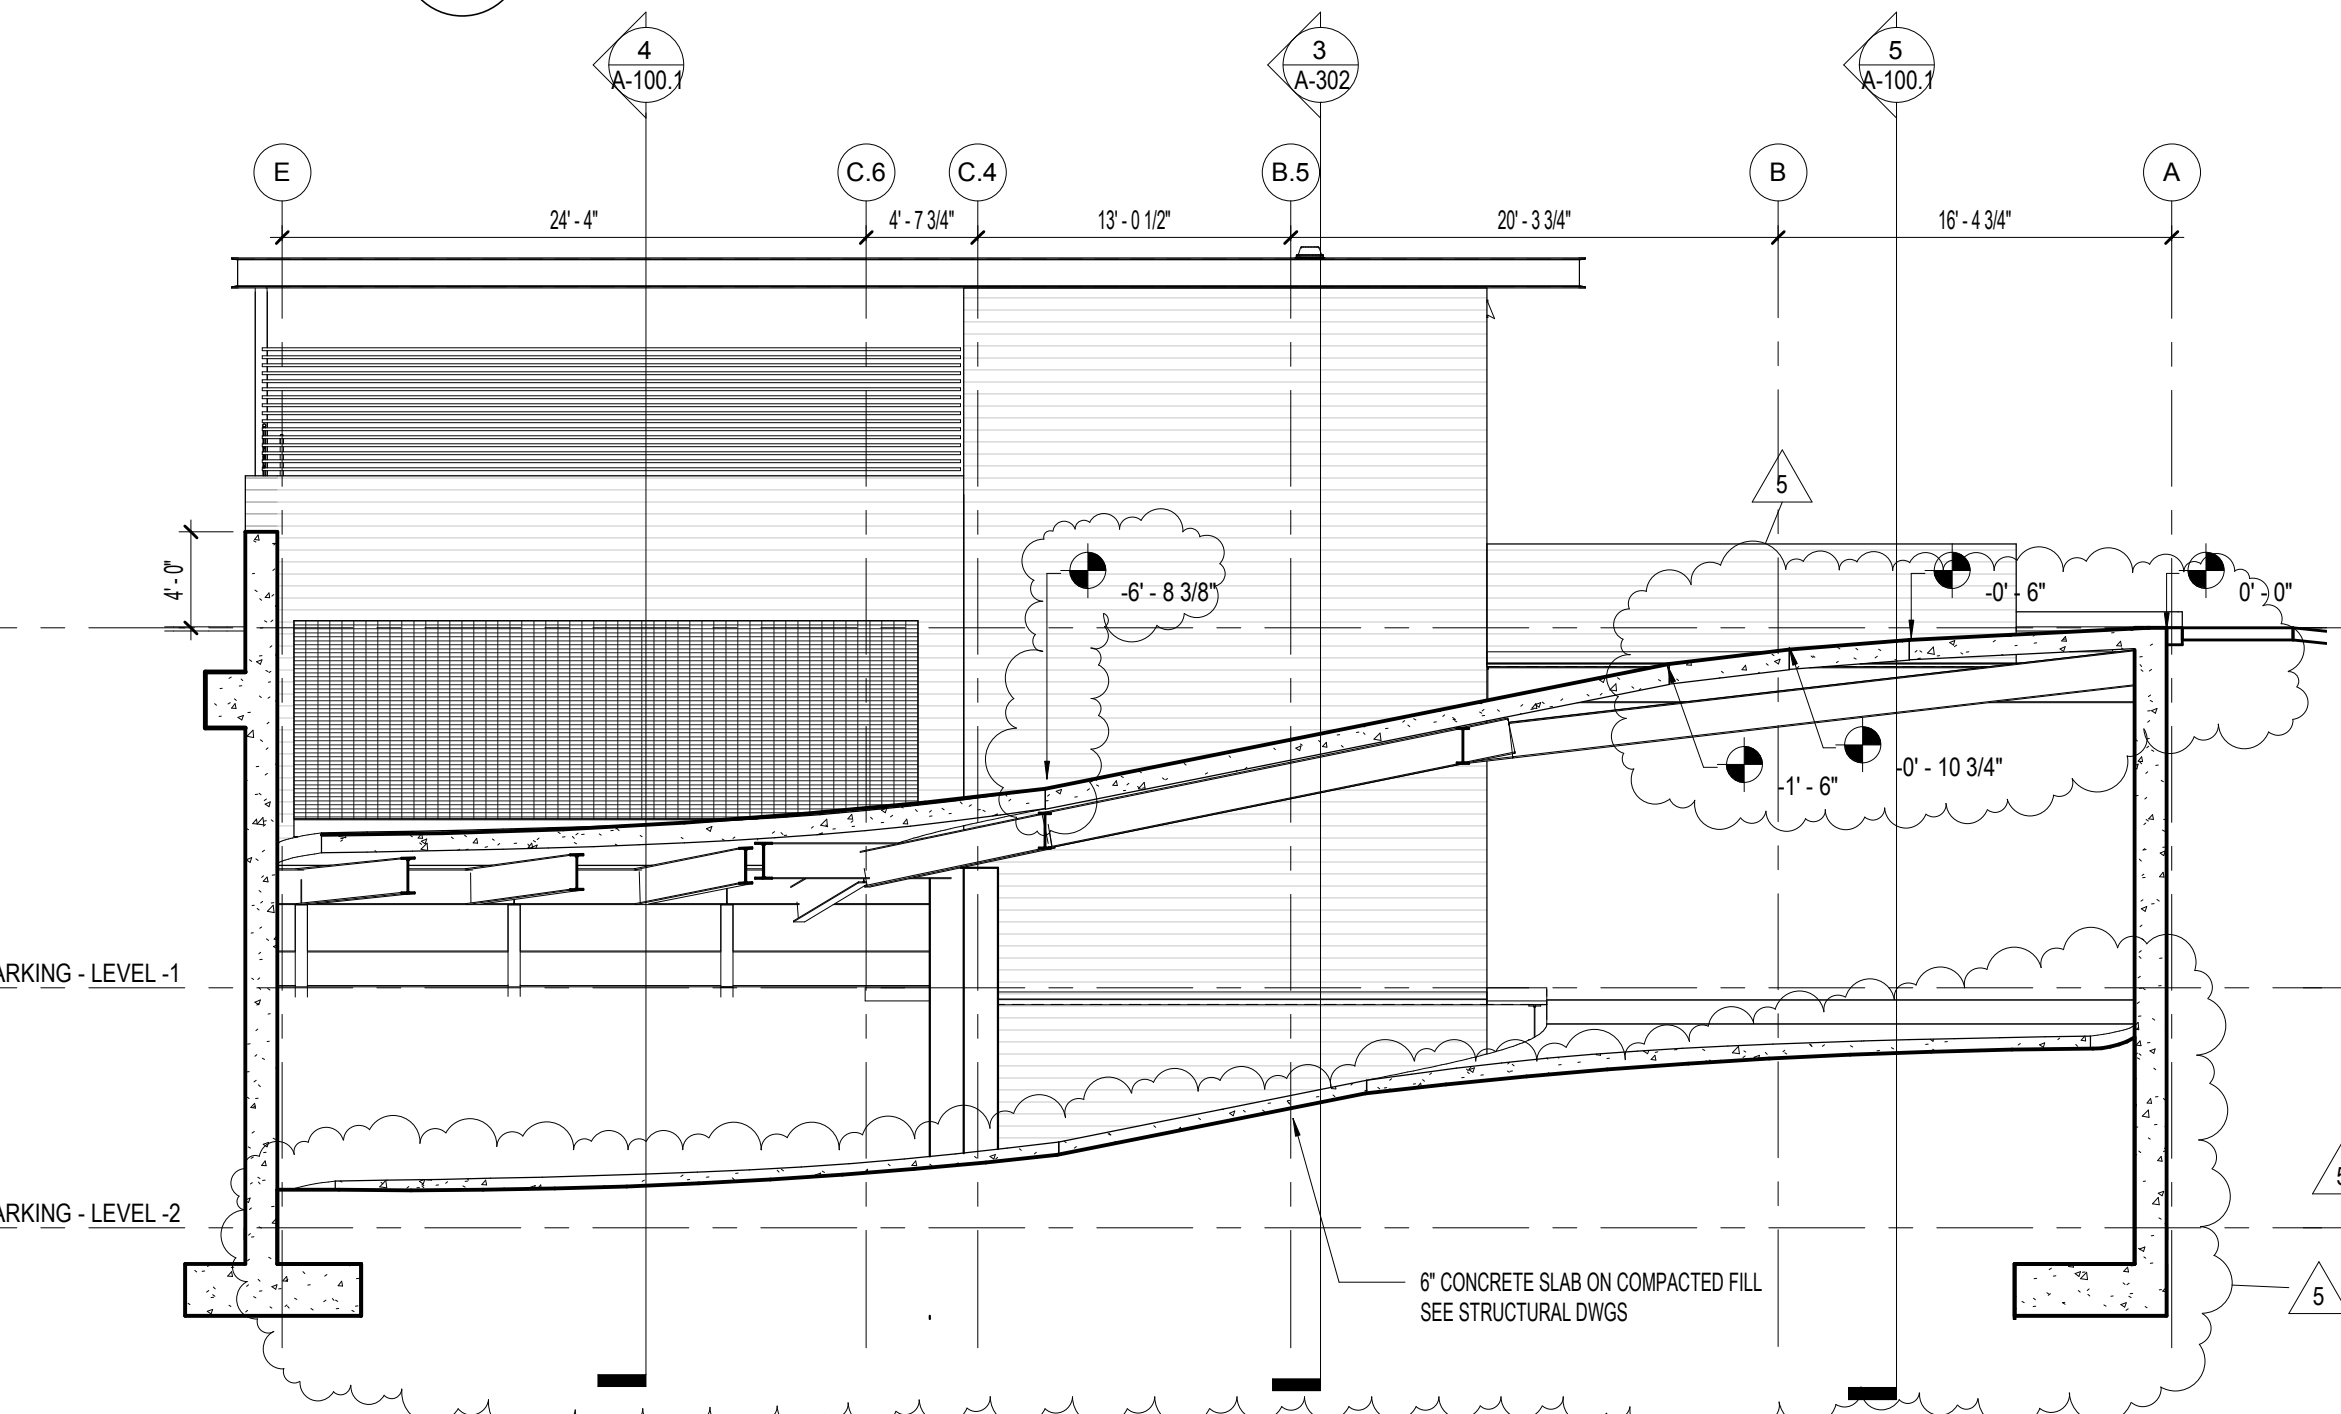 4
A-100.1
3
A-302
5
A-100.1
E
C.6
C.4
B.5
B
A
24' - 4"
4' - 7 3/4"
13' - 0 1/2"
20' - 3 3/4"
16' - 4 3/4"
5
4' - 0"
-6' - 8 3/8"
-0' - 6"
0' - 0"
-1' - 6"
-0' - 10 3/4"
ARKING - LEVEL -1
ARKING - LEVEL -2
5
6" CONCRETE SLAB ON COMPACTED FILL
SEE STRUCTURAL DWGS
5